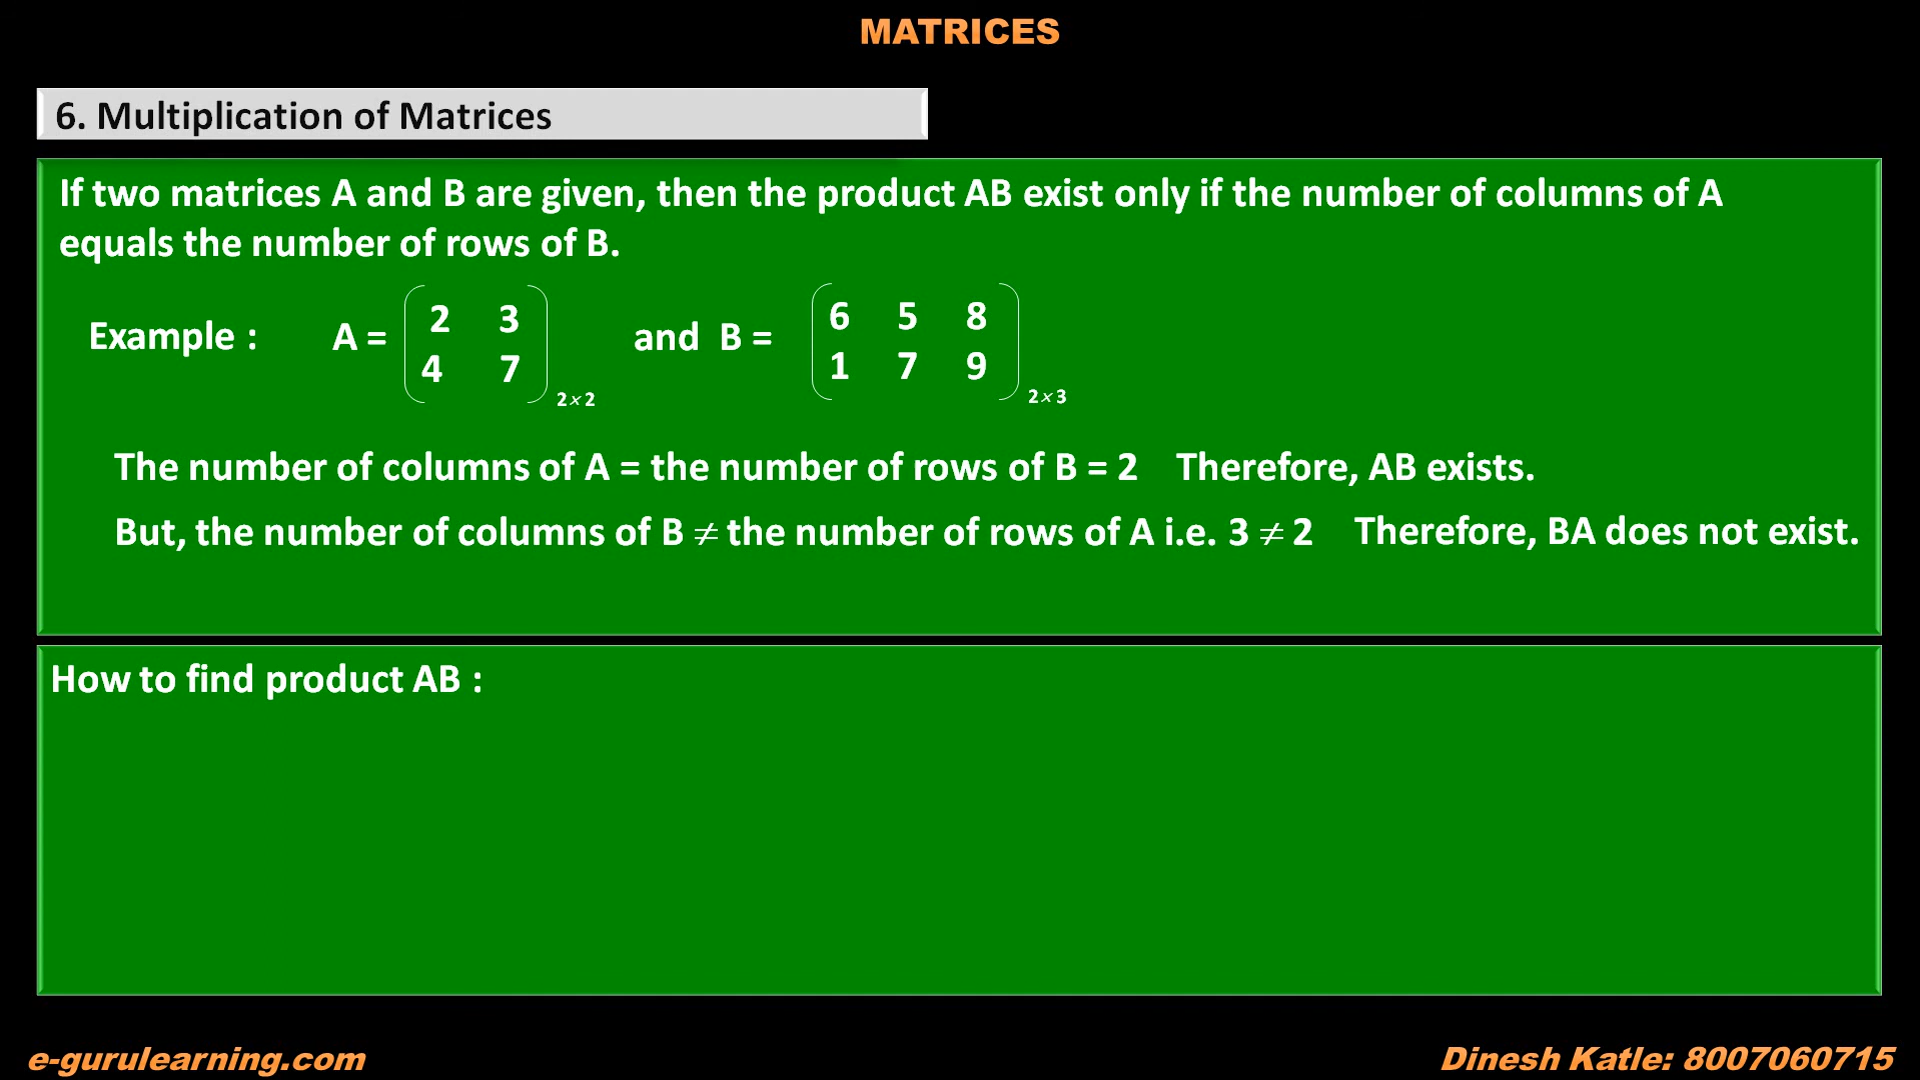 MATRICES
6. Multiplication of Matrices
If two matrices A and B are given, then the product AB exist only if the number of columns of A
equals the number of rows of B.
Example : A = 2 3 and B = 6 5 8
4 7 1 7 9
2×2 2×3
The number of columns of A = the number of rows of B = 2 Therefore, AB exists.
But, the number of columns of B ≠ the number of rows of A i.e. 3 ≠ 2 Therefore, BA does not exist.
How to find product AB :
e-gurulearning.com Dinesh Katle: 8007060715